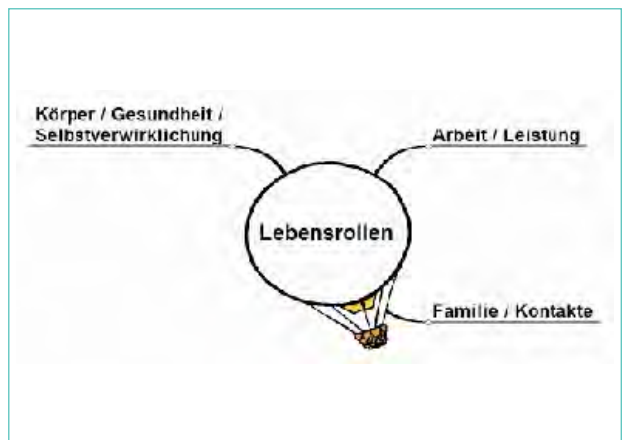 Körper / Gesundheit /
Selbstverwirklichung
Arbeit / Leistung
Lebensrollen
Familie / Kontakte